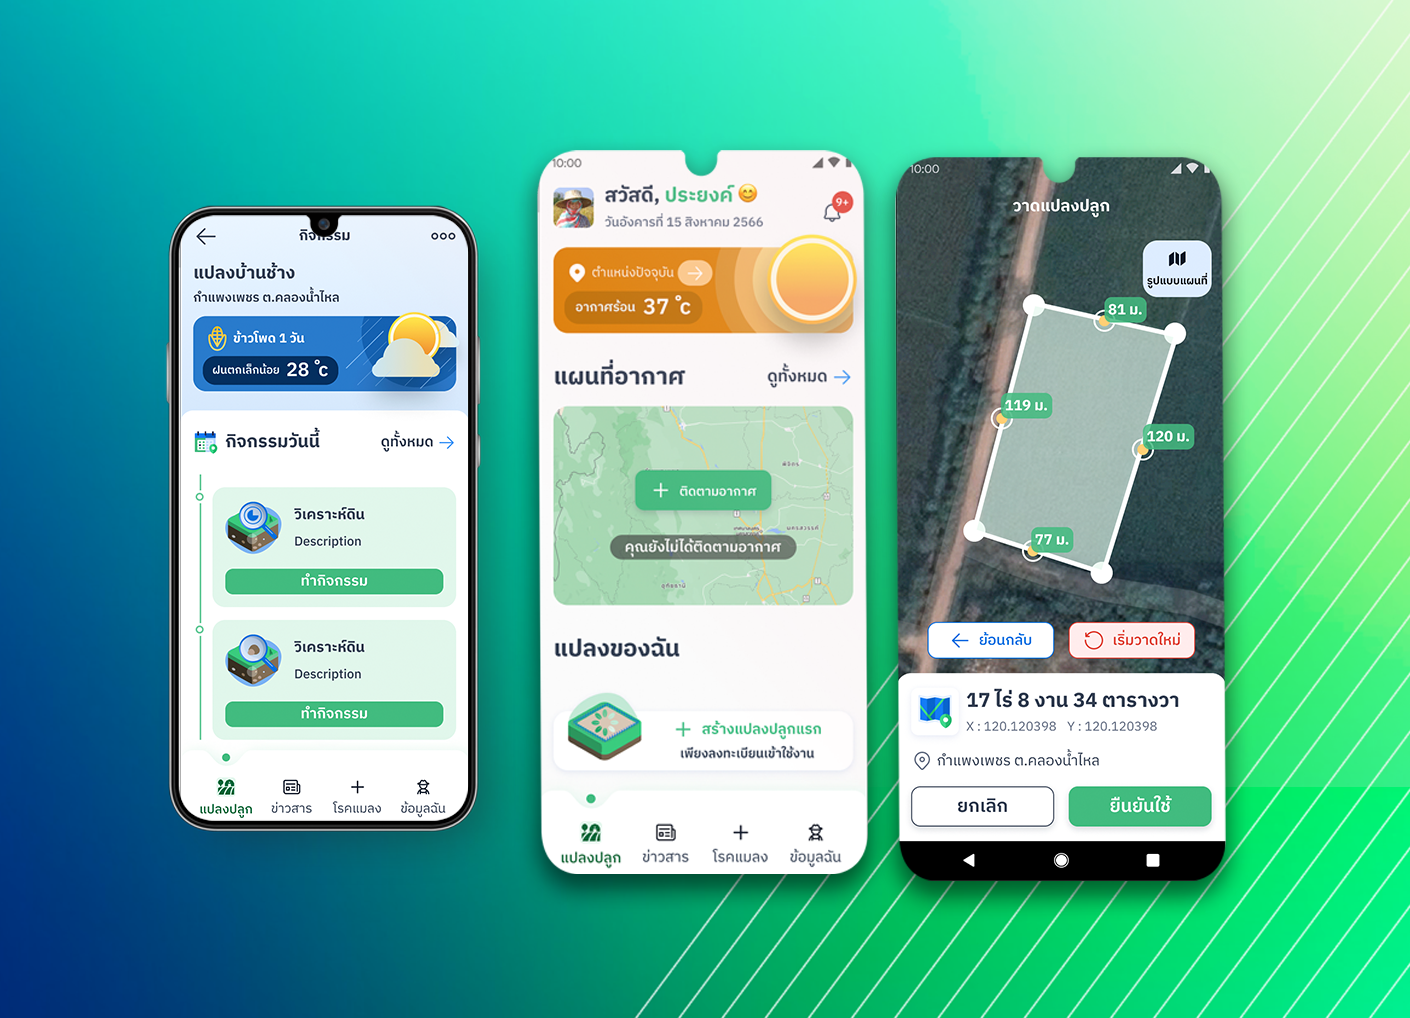 กิจกรรม
แปลงบ้านช้าง
กำแพงเพชร ต.คลองน้ำไหล
ข้าวโพด 1 วัน
ฝนตกเล็กน้อย 28 °c
กิจกรรมวันนี้
ดูทั้งหมด
วิเคราะห์ดิน
Description
ทำกิจกรรม
วิเคราะห์ดิน
Description
ทำกิจกรรม
แปลงปลูก
ข่าวสาร
โรคแมลง
ข้อมูลฉัน
10:00
สวัสดี, ประยงค์
วันอังคารที่ 15 สิงหาคม 2566
9+
ตำแหน่งปัจจุบัน
อากาศร้อน 37 °c
แผนที่อากาศ
ดูทั้งหมด
พิจิตร
ติดตามอากาศ
นครสวรรค์
คุณยังไม่ได้ติดตามอากาศ
อุทัยธานี
แปลงของฉัน
สร้างแปลงปลูกแรก
เพียงลงทะเบียนเข้าใช้งาน
แปลงปลูก
ข่าวสาร
โรคแมลง
ข้อมูลฉัน
10:00
วาดแปลงปลูก
รูปแบบแผนที่
81 ม.
119 ม.
120 ม.
77 ม.
ย้อนกลับ
เริ่มวาดใหม่
17 ไร่ 8 งาน 34 ตารางวา
X : 120.120398 Y : 120.120398
กำแพงเพชร ต.คลองน้ำไหล
ยกเลิก
ยืนยันใช้